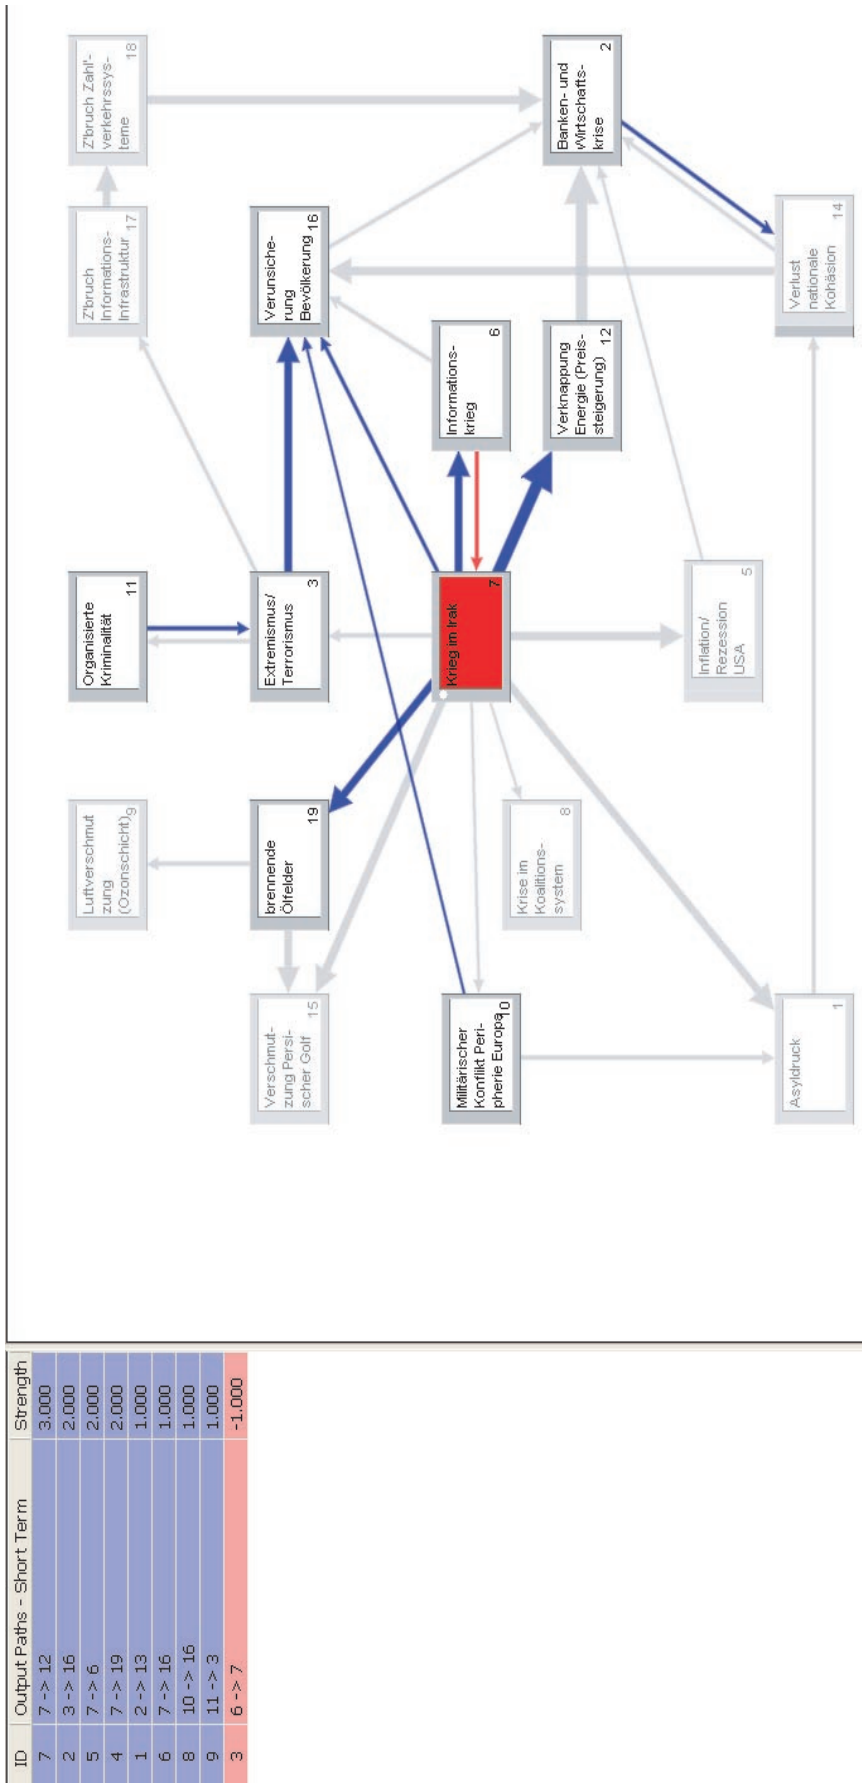 ID Output Paths - Short Term Strength
7 7 -> 12 3.000
2 3 -> 16 2.000
5 7 -> 6 2.000
4 7 -> 19 2.000
1 2 -> 13 1.000
6 7 -> 16 1.000
8 10 -> 16 1.000
9 11 -> 3 1.000
3 6 -> 7 -1.000
Luftverschmut
zung
(Ozonschicht) 9
Organisierte
Kriminalität
11
Z'bruch
Informations-
Infrastruktur 17
Z'bruch Zahl'-
verkehrssys-
teme
18
Verschmut-
zung Persi-
scher Golf 15
brennende
Ölfelder
19
Extremismus/
Terrorismus
3
Verunsiche-
rung
Bevölkerung 16
Militärischer
Konflikt Peri-
pherie Europa 10
Krieg im Irak
7
Informations-
krieg
6
Krise im
Koalitions-
system
8
Verknappung
Energie (Preis-
steigerung) 12
Banken- und
Wirtschafts-
krise
2
Inflation/
Rezession
USA
5
Asyldruck
1
Verlust
nationale
Kohäsion
14